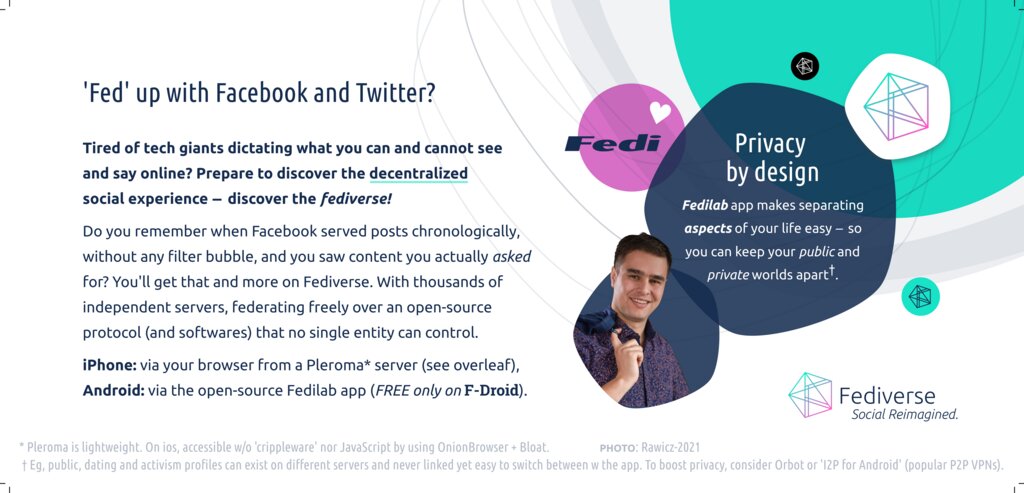 'Fed' up with Facebook and Twitter?
Tired of tech giants dictating what you can and cannot see
and say online? Prepare to discover the decentralized
social experience – discover the fediverse!
Do you remember when Facebook served posts chronologically,
without any filter bubble, and you saw content you actually asked
for? You'll get that and more on Fediverse. With thousands of
independent servers, federating freely over an open-source
protocol (and softwares) that no single entity can control.
iPhone: via your browser from a Pleroma* server (see overleaf),
Android: via the open-source Fedilab app (FREE only on F-Droid).
Fedi
Privacy
by design
Fedilab app makes separating
aspects of your life easy – so
you can keep your public and
private worlds apart†.
Fediverse
Social Reimagined.
* Pleroma is lightweight. On ios, accessible w/o 'crippleware' nor JavaScript by using OnionBrowser + Bloat.
PHOTO: Rawicz-2021
† Eg, public, dating and activism profiles can exist on different servers and never linked yet easy to switch between w the app. To boost privacy, consider Orbot or 'I2P for Android' (popular P2P VPNs).